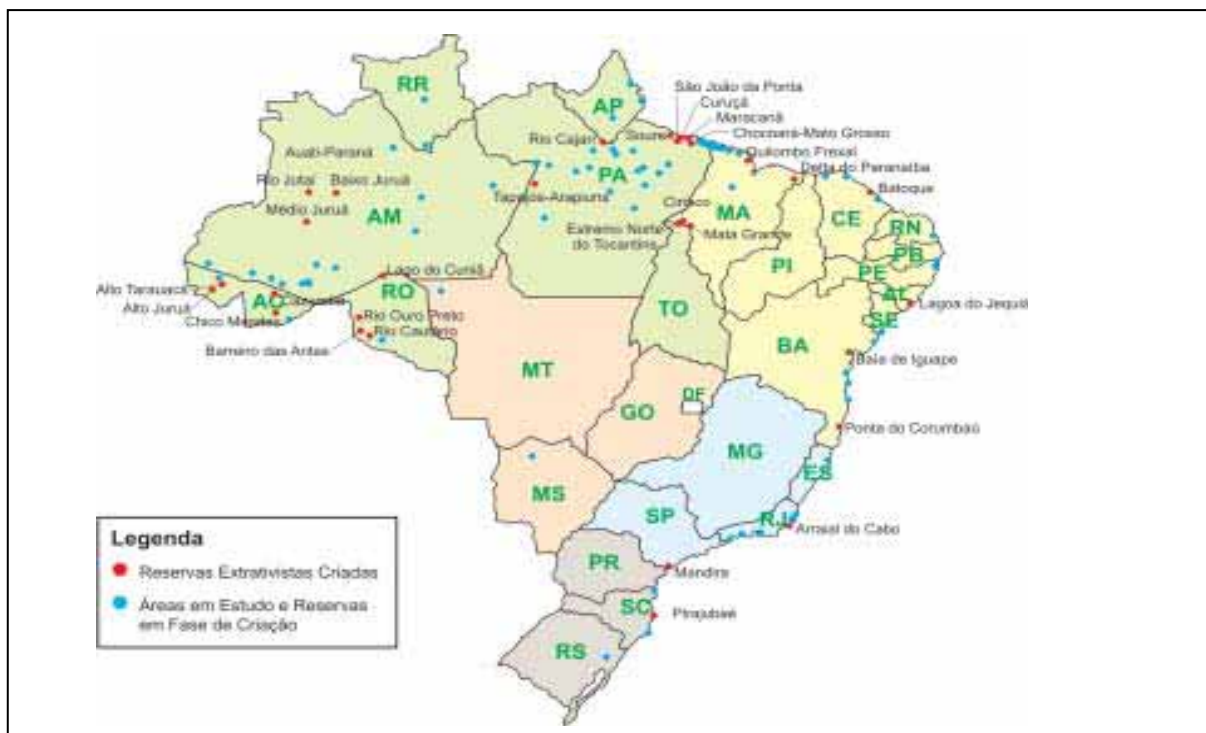 RR
AP
São João da Ponta
Curuçá
Maracanã
Chocoaré-Mato Grosso
Quilombo Frexal
Delta do Peranaíba
Batoque
Soure
Rio Cajari
Auatí-Paraná
Rio Jutaí
Baixo Juruá
Médio Juruá
AM
PA
Tapajós-Arapiuns
Ciriaco
MA
Mata Grande
Extremo Norte
do Tocantins
CE
RN
PB
PE
PI
AL
SE
Lagoa do Jequiá
Lago do Cuniã
RO
Alto Tarauacá
Alto Juruá
AC
Chico Mendes
Rio Ouro Preto
Rio Cautário
Barreiro das Antas
TO
BA
Baía de Iguape
MT
GO
DF
Ponta do Corumbaú
MG
ES
MS
SP
RJ
Arraial do Cabo
PR
Mandira
SC
Pirajubaé
RS
Legenda
Reservas Extrativistas Criadas
Áreas em Estudo e Reservas
em Fase de Criação